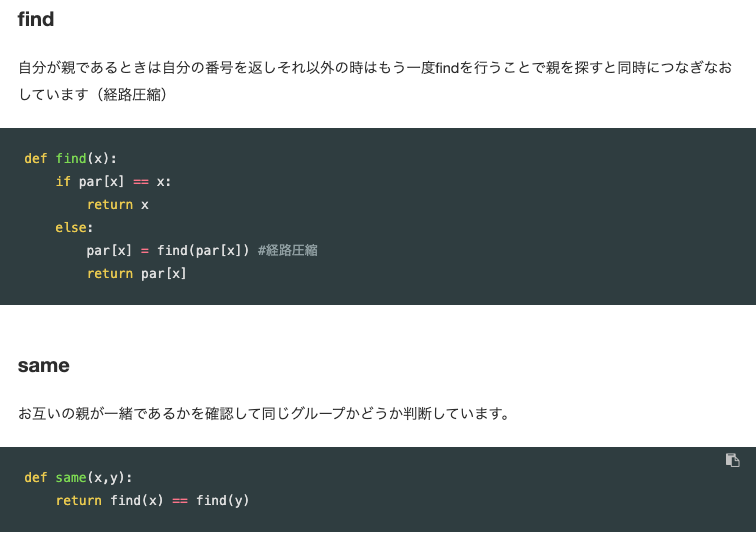 find
自分が親であるときは自分の番号を返しそれ以外の時はもう一度findを行うことで親を探すと同時につなぎなお
しています（経路圧縮）
def find(x):
    if par[x] == x:
        return x
    else:
        par[x] = find(par[x]) #経路圧縮
        return par[x]
same
お互いの親が一緒であるかを確認して同じグループかどうか判断しています。
def same(x,y):
    return find(x) == find(y)